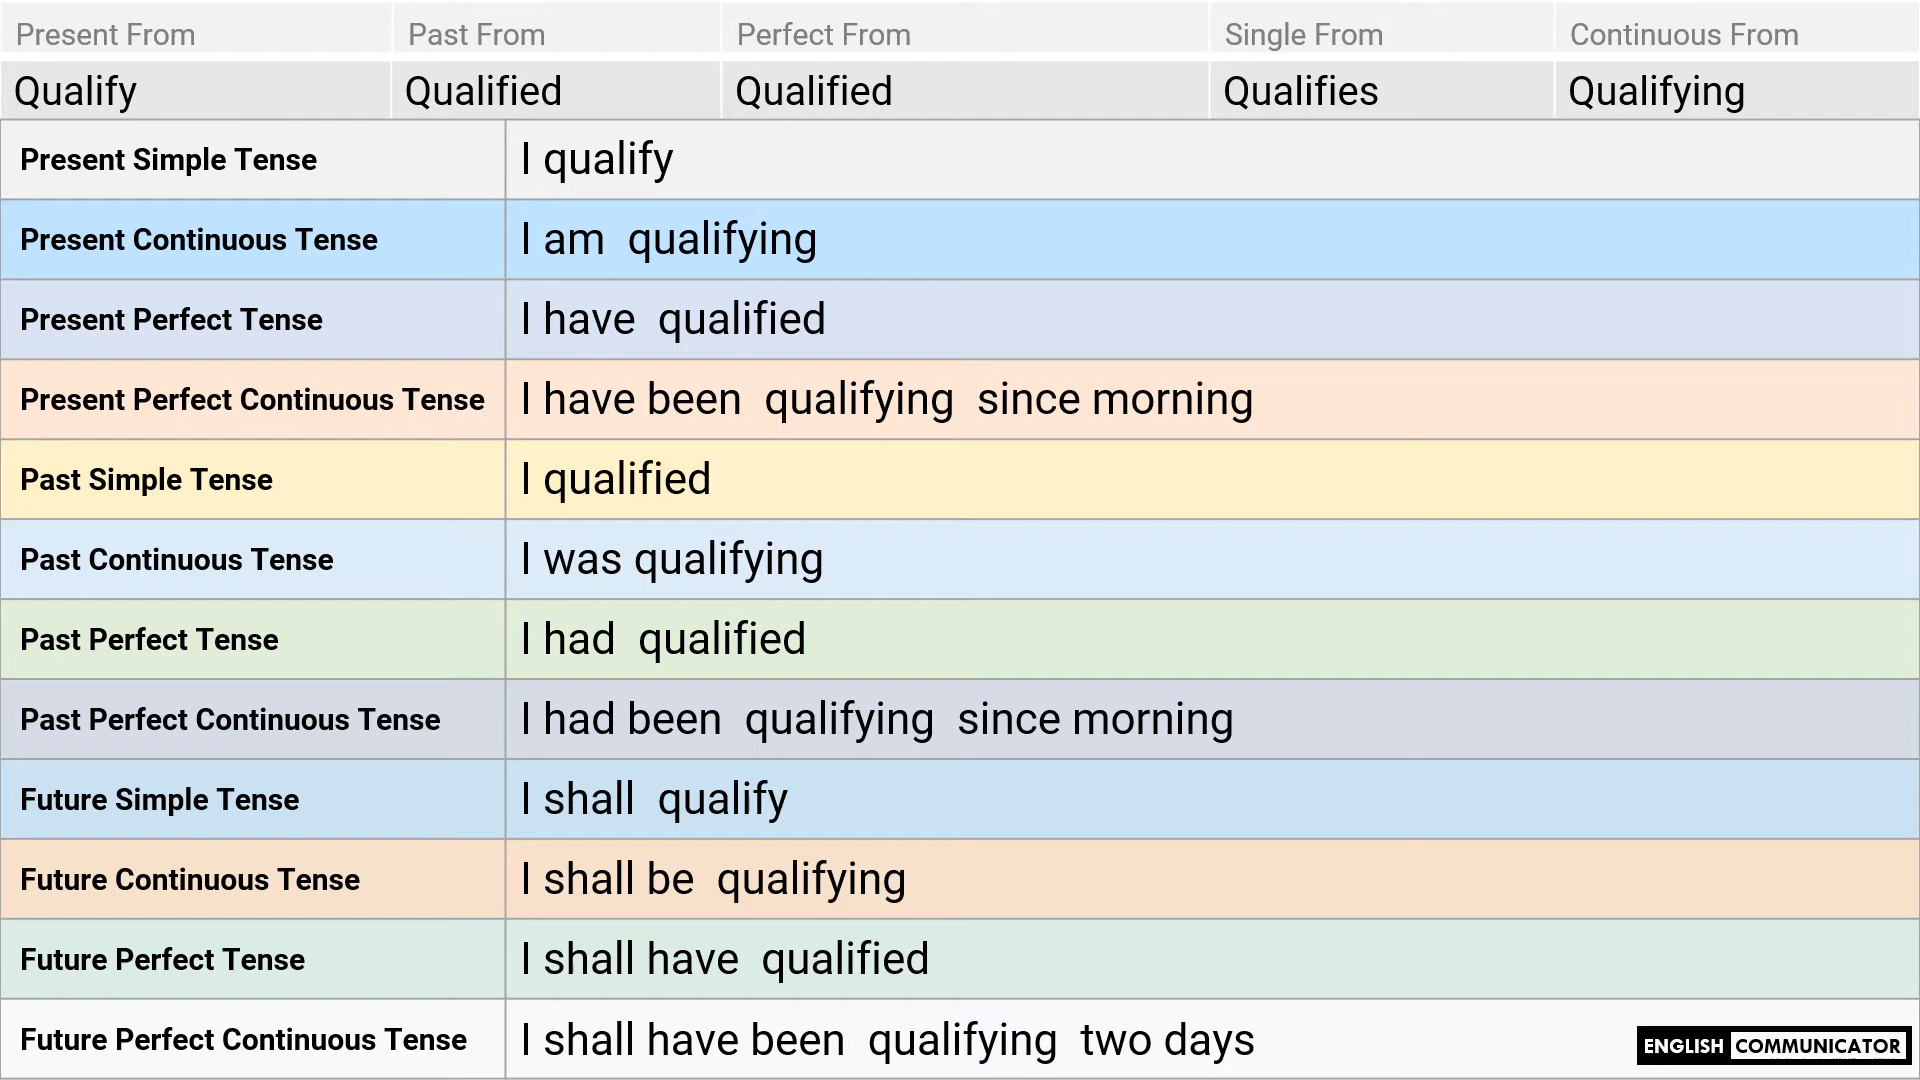 Present From Past From Perfect From Single From Continuous From
Qualify Qualified Qualified Qualifies Qualifying
Present Simple Tense I qualify
Present Continuous Tense I am qualifying
Present Perfect Tense I have qualified
Present Perfect Continuous Tense I have been qualifying since morning
Past Simple Tense I qualified
Past Continuous Tense I was qualifying
Past Perfect Tense I had qualified
Past Perfect Continuous Tense I had been qualifying since morning
Future Simple Tense I shall qualify
Future Continuous Tense I shall be qualifying
Future Perfect Tense I shall have qualified
Future Perfect Continuous Tense I shall have been qualifying two days
ENGLISH COMMUNICATOR